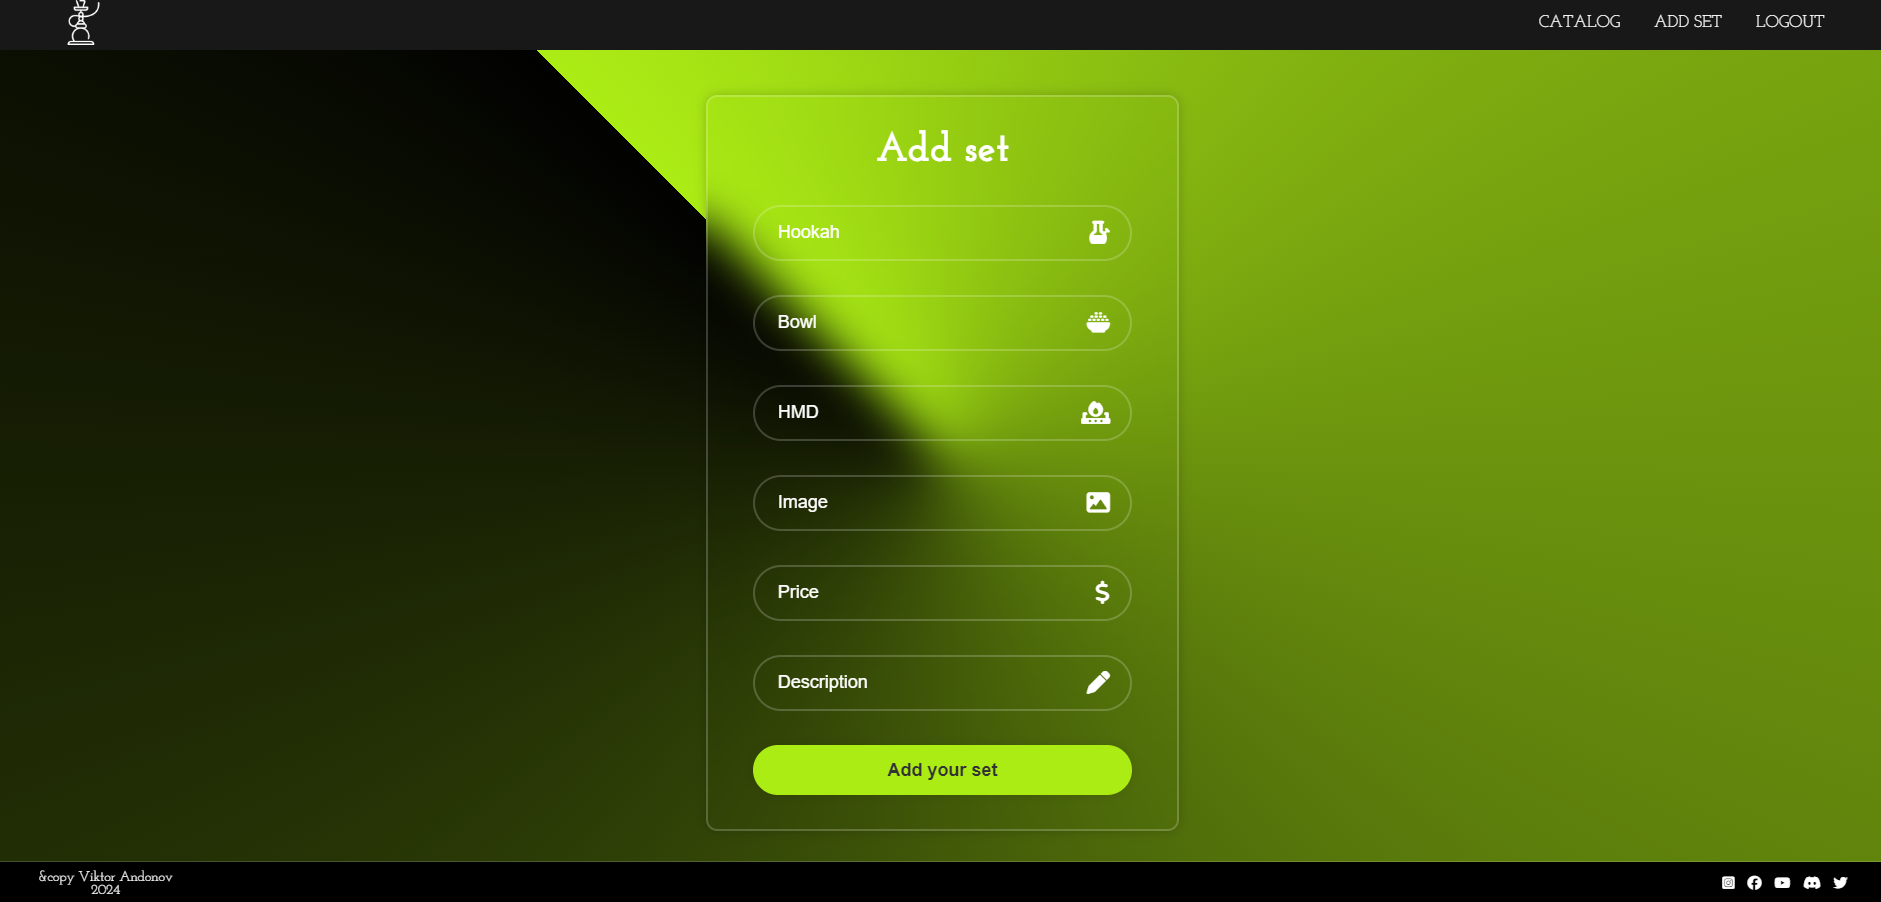 CATALOG ADD SET LOGOUT
Add set
Hookah
Bowl
HMD
Image
Price
Description
Add your set
&copy Viktor Andonov
2024